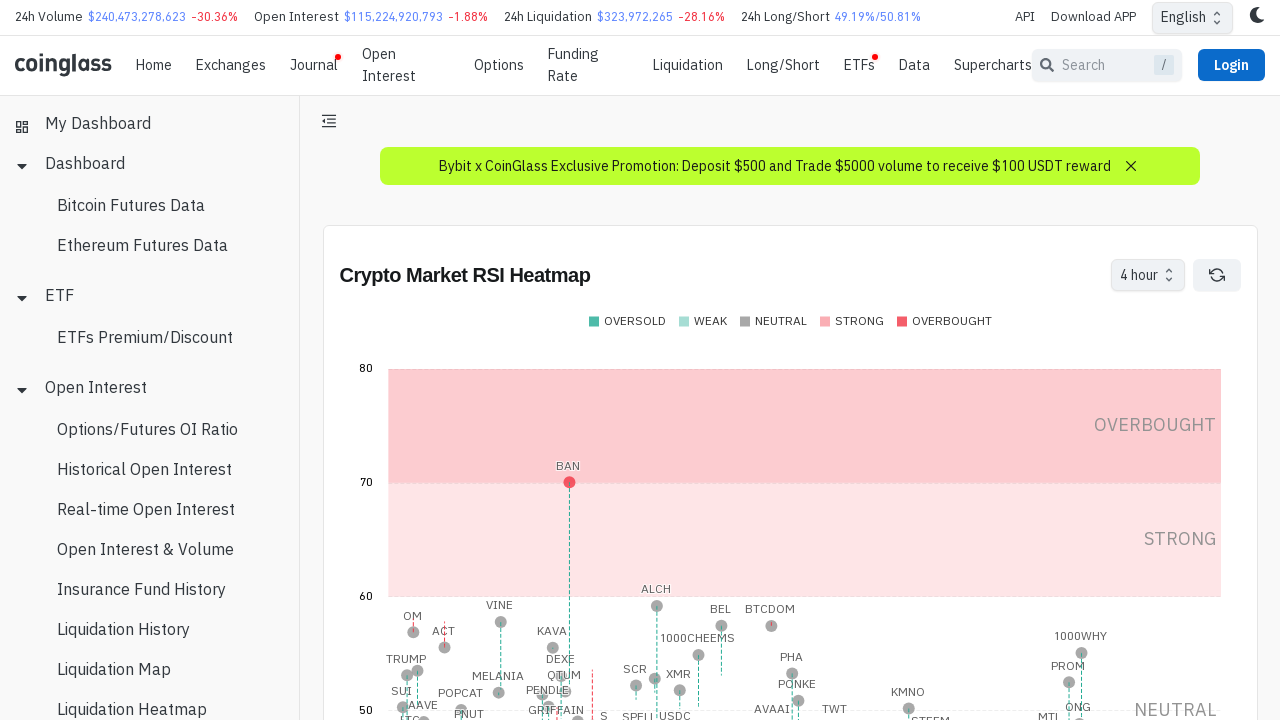 24h Volume $240,473,278,623 -30.36% Open Interest $115,224,920,793 -1.88% 24h Liquidation $323,972,265 -28.16% 24h Long/Short 49.19%/50.81% API Download APP English
coinglass Home Exchanges Journal Open Interest Options Funding Rate Liquidation Long/Short ETFs Data Supercharts Search / Login
My Dashboard
Dashboard
Bitcoin Futures Data
Ethereum Futures Data
ETF
ETFs Premium/Discount
Open Interest
Options/Futures OI Ratio
Historical Open Interest
Real-time Open Interest
Open Interest & Volume
Insurance Fund History
Liquidation History
Liquidation Map
Liquidation Heatmap
Bybit x CoinGlass Exclusive Promotion: Deposit $500 and Trade $5000 volume to receive $100 USDT reward
Crypto Market RSI Heatmap 4 hour
OVERSOLD WEAK NEUTRAL STRONG OVERBOUGHT
80
OVERBOUGHT
BAN
70
STRONG
ALCH
60
VINE BEL BTCDOM
OM
ACT KAVA 1000CHEEMS 1000WHY
TRUMP DEXE PHA
PROM
MELANIA QTUM SCR XMR
PONKE
SUI POPCAT PENDLE KMNO
AAVE ONG
50 GRIFFAIN AVAAI TWT NEUTRAL
PNUT S SPELL USDC MTL
STEEM